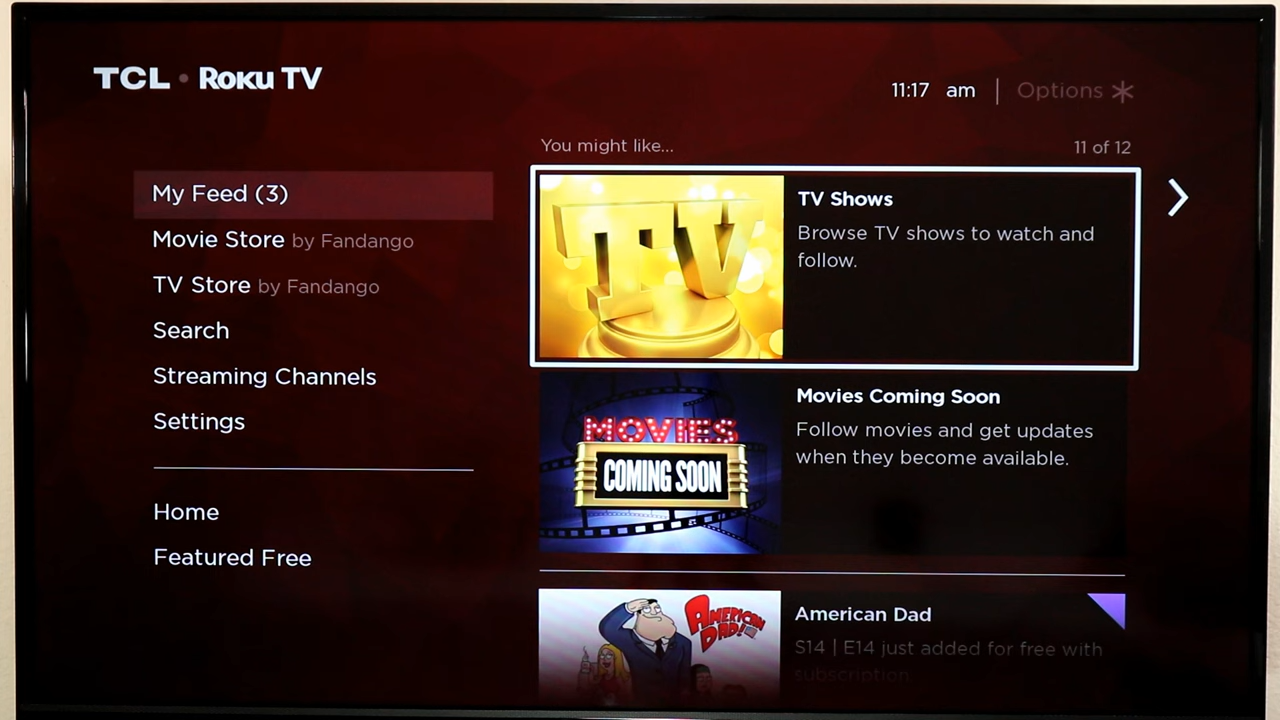 TCL • Roku TV
11:17 am | Options *
You might like...
11 of 12
My Feed (3)
Movie Store by Fandango
TV Store by Fandango
Search
Streaming Channels
Settings
Home
Featured Free
TV
TV Shows
Browse TV shows to watch and
follow.
MOVIES
COMING SOON
Movies Coming Soon
Follow movies and get updates
when they become available.
AMERICAN
DAD!
American Dad
S14 | E14 just added for free with
subscription.